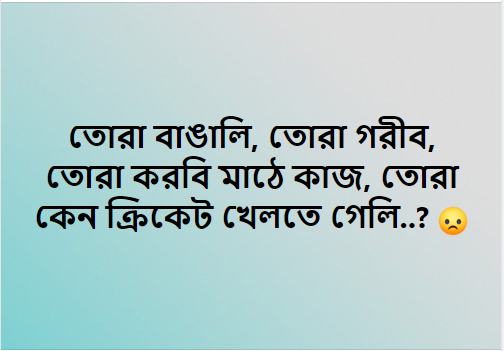 তোরা বাঙালি, তোরা গরীব,
তোরা করবি মাঠে কাজ, তোরা
কেন ক্রিকেট খেলতে গেলি..? 😞